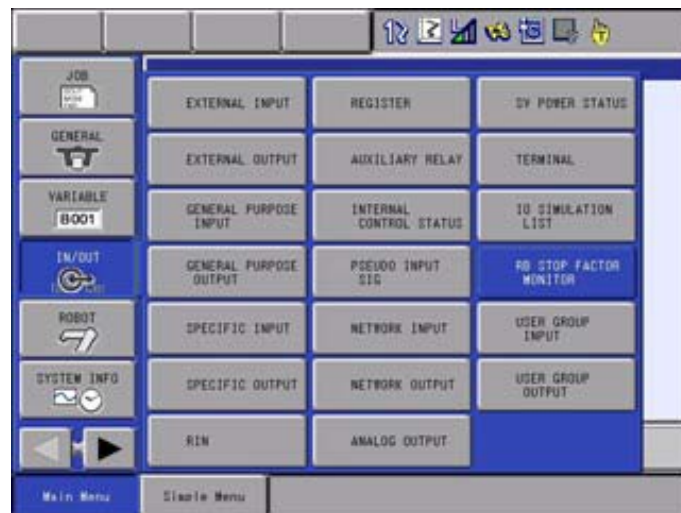 JOB
GENERAL
VARIABLE
B001
IN/OUT
ROBOT
SYSTEM INFO
EXTERNAL INPUT
EXTERNAL OUTPUT
GENERAL PURPOSE
INPUT
GENERAL PURPOSE
OUTPUT
SPECIFIC INPUT
SPECIFIC OUTPUT
RIN
REGISTER
AUXILIARY RELAY
INTERNAL
CONTROL STATUS
PSEUDO INPUT
SIG
NETWORK INPUT
NETWORK OUTPUT
ANALOG OUTPUT
SV POWER STATUS
TERMINAL
IO SIMULATION
LIST
RB STOP FACTOR
MONITOR
USER GROUP
INPUT
USER GROUP
OUTPUT
Main Menu
Simple Menu